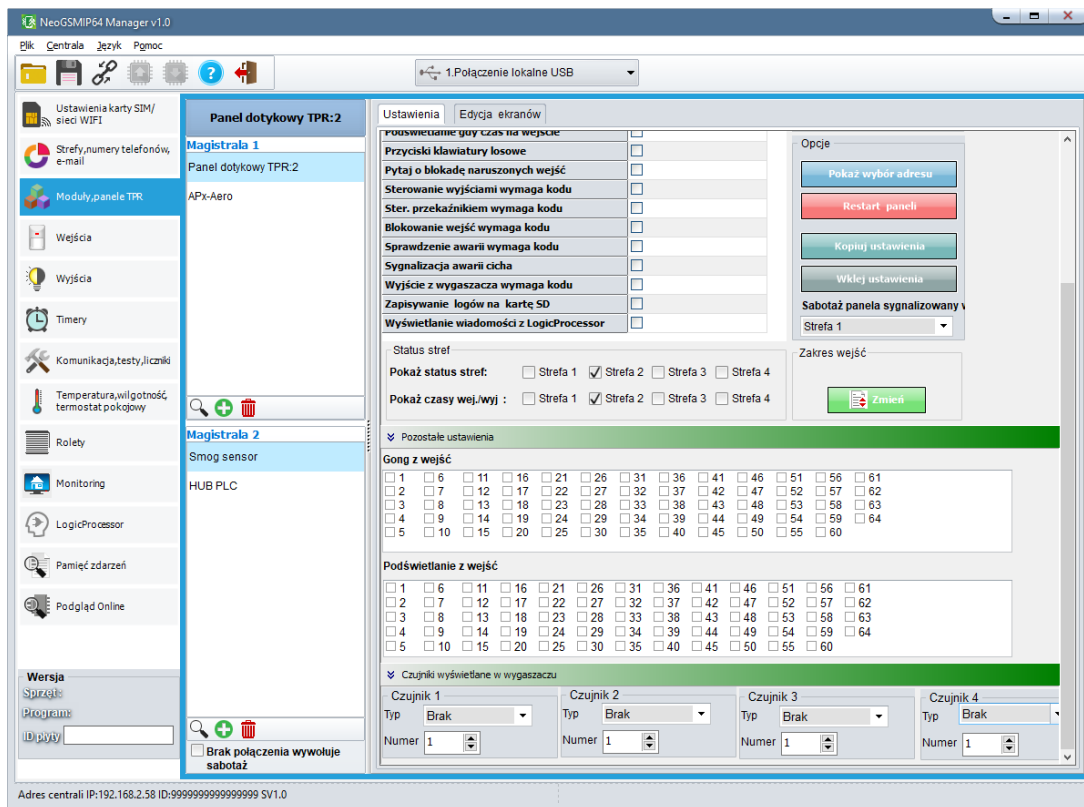 NeoGSMIP64 Manager v1.0
Plik Centrala Język Pomoc
1.Połączenie lokalne USB
Ustawienia karty SIM/
sieci WIFI
Strefy,numery telefonów,
e-mail
Moduły,panele TPR
Wejścia
Wyjścia
Timery
Komunikacja,testy,liczniki
Temperatura,wilgotność,
termostat pokojowy
Rolety
Monitoring
LogicProcessor
Pamięć zdarzeń
Podgląd Online
Wersja
Sprzęt:
Program:
ID płyty
Panel dotykowy TPR:2
Magistrala 1
Panel dotykowy TPR:2
APx-Aero
Magistrala 2
Smog sensor
HUB PLC
Brak połączenia wywołuje
sabotaż
Ustawienia Edycja ekranów
Podświetlanie gdy czas na wejście
Przyciski klawiatury losowe
Pytaj o blokadę naruszonych wejść
Sterowanie wyjściami wymaga kodu
Ster. przekaźnikiem wymaga kodu
Blokowanie wejść wymaga kodu
Sprawdzenie awarii wymaga kodu
Sygnalizacja awarii cicha
Wyjście z wygaszacza wymaga kodu
Zapisywanie logów na kartę SD
Wyświetlanie wiadomości z LogicProcessor
Opcje
Pokaż wybór adresu
Restart paneli
Kopiuj ustawienia
Wklej ustawienia
Sabotaż panela sygnalizowany w
Strefa 1
Status stref
Pokaż status stref: Strefa 1 Strefa 2 Strefa 3 Strefa 4
Pokaż czasy wej./wyj : Strefa 1 Strefa 2 Strefa 3 Strefa 4
Zakres wejść
Zmień
Pozostałe ustawienia
Gong z wejść
1 6 11 16 21 26 31 36 41 46 51 56 61
2 7 12 17 22 27 32 37 42 47 52 57 62
3 8 13 18 23 28 33 38 43 48 53 58 63
4 9 14 19 24 29 34 39 44 49 54 59 64
5 10 15 20 25 30 35 40 45 50 55 60
Podświetlanie z wejść
1 6 11 16 21 26 31 36 41 46 51 56 61
2 7 12 17 22 27 32 37 42 47 52 57 62
3 8 13 18 23 28 33 38 43 48 53 58 63
4 9 14 19 24 29 34 39 44 49 54 59 64
5 10 15 20 25 30 35 40 45 50 55 60
Czujniki wyświetlane w wygaszaczu
Czujnik 1 Czujnik 2 Czujnik 3 Czujnik 4
Typ Brak Typ Brak Typ Brak Typ Brak
Numer 1 Numer 1 Numer 1 Numer 1
Adres centrali IP:192.168.2.58 ID:9999999999999999 SV1.0